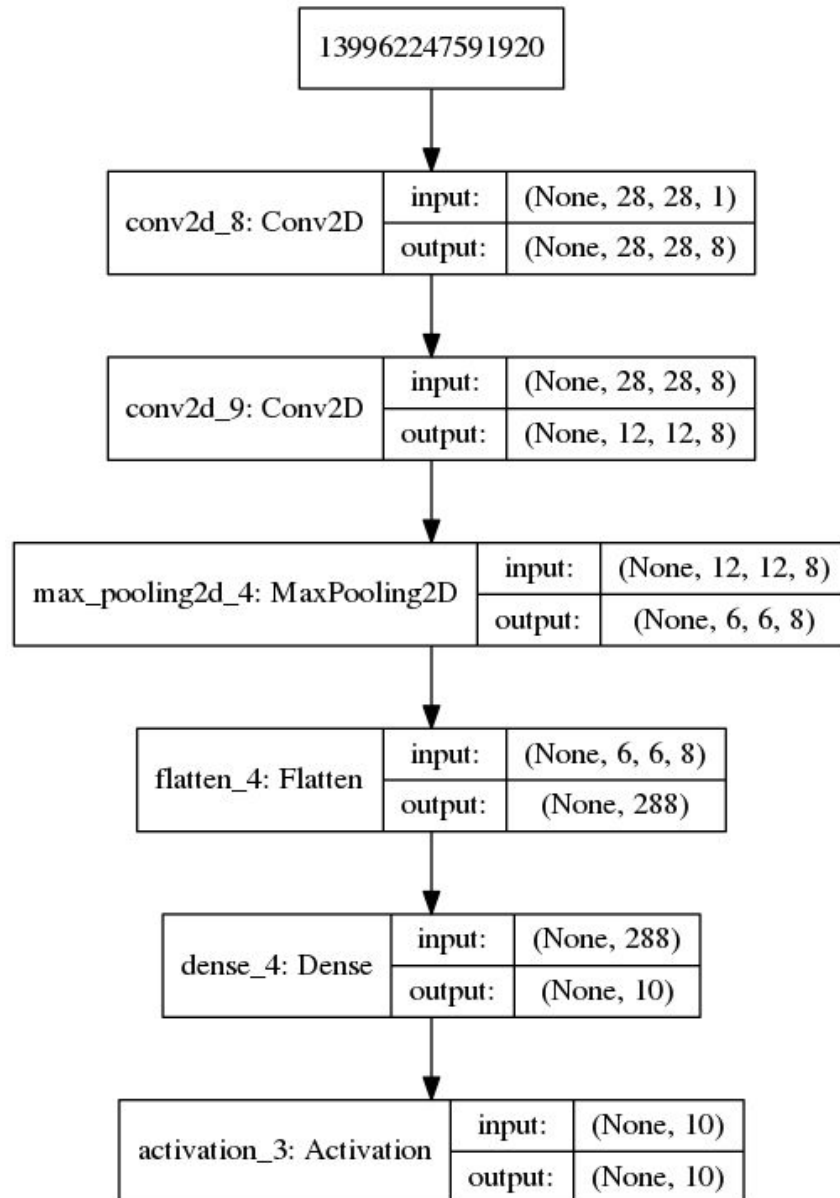 139962247591920
conv2d_8: Conv2D
input: (None, 28, 28, 1)
output: (None, 28, 28, 8)
conv2d_9: Conv2D
input: (None, 28, 28, 8)
output: (None, 12, 12, 8)
max_pooling2d_4: MaxPooling2D
input: (None, 12, 12, 8)
output: (None, 6, 6, 8)
flatten_4: Flatten
input: (None, 6, 6, 8)
output: (None, 288)
dense_4: Dense
input: (None, 288)
output: (None, 10)
activation_3: Activation
input: (None, 10)
output: (None, 10)